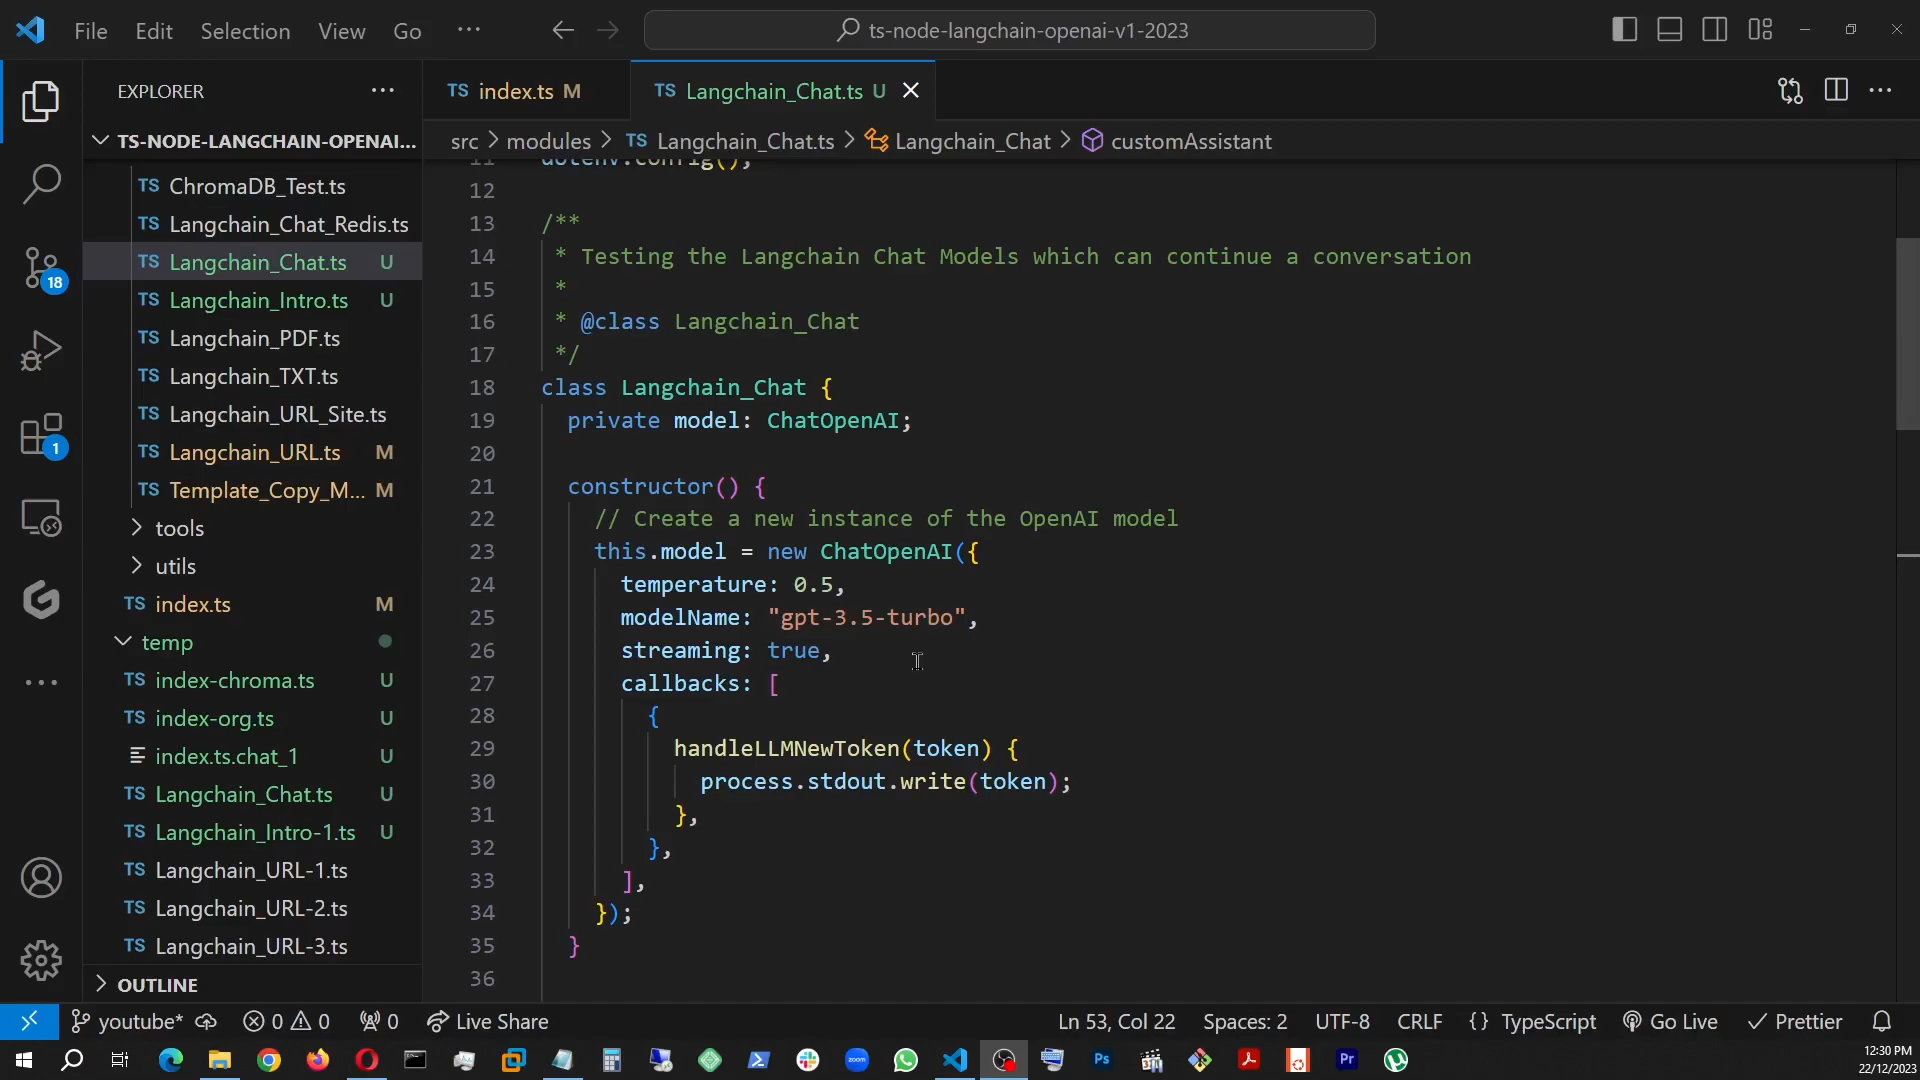 File Edit Selection View Go ··· ts-node-langchain-openai-v1-2023
EXPLORER ···
TS-NODE-LANGCHAIN-OPENAI...
TS ChromaDB_Test.ts
TS Langchain_Chat_Redis.ts
TS Langchain_Chat.ts U
TS Langchain_Intro.ts U
TS Langchain_PDF.ts
TS Langchain_TXT.ts
TS Langchain_URL_Site.ts
TS Langchain_URL.ts M
TS Template_Copy_M... M
tools
utils
TS index.ts M
temp
TS index-chroma.ts U
TS index-org.ts U
index.ts.chat_1 U
TS Langchain_Chat.ts U
TS Langchain_Intro-1.ts U
TS Langchain_URL-1.ts
TS Langchain_URL-2.ts
TS Langchain_URL-3.ts
OUTLINE
18
1
TS index.ts M TS Langchain_Chat.ts U
src > modules > TS Langchain_Chat.ts > Langchain_Chat > customAssistant
11 dotenv.config();
12
13 /**
14 * Testing the Langchain Chat Models which can continue a conversation
15 *
16 * @class Langchain_Chat
17 */
18 class Langchain_Chat {
19 private model: ChatOpenAI;
20
21 constructor() {
22 // Create a new instance of the OpenAI model
23 this.model = new ChatOpenAI({
24 temperature: 0.5,
25 modelName: "gpt-3.5-turbo",
26 streaming: true,
27 callbacks: [
28 {
29 handleLLMNewToken(token) {
30 process.stdout.write(token);
31 },
32 },
33 ],
34 });
35 }
36
youtube* 0 0 0 Live Share Ln 53, Col 22 Spaces: 2 UTF-8 CRLF {} TypeScript Go Live Prettier
zoom Ps Pr
12:30 PM
22/12/2023